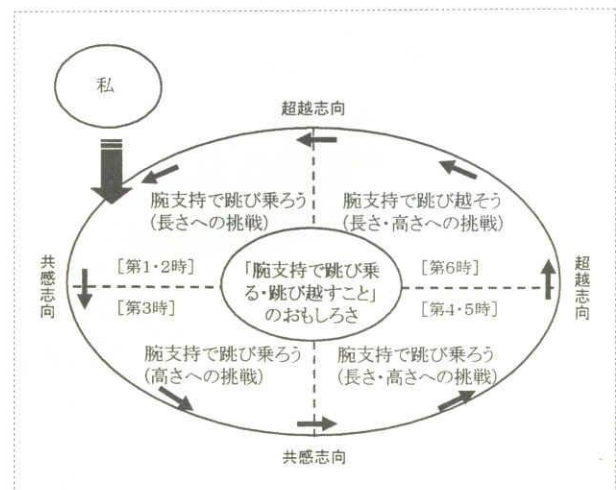 私
超越志向
腕支持で跳び乗ろう
(長さへの挑戦)
腕支持で跳び越そう
(長さ・高さへの挑戦)
共感志向
[第1・2時]
[第3時]
「腕支持で跳び乗
る・跳び越すこと」
のおもしろさ
[第6時]
[第4・5時]
超越志向
腕支持で跳び乗ろう
(高さへの挑戦)
腕支持で跳び乗ろう
(長さ・高さへの挑戦)
共感志向